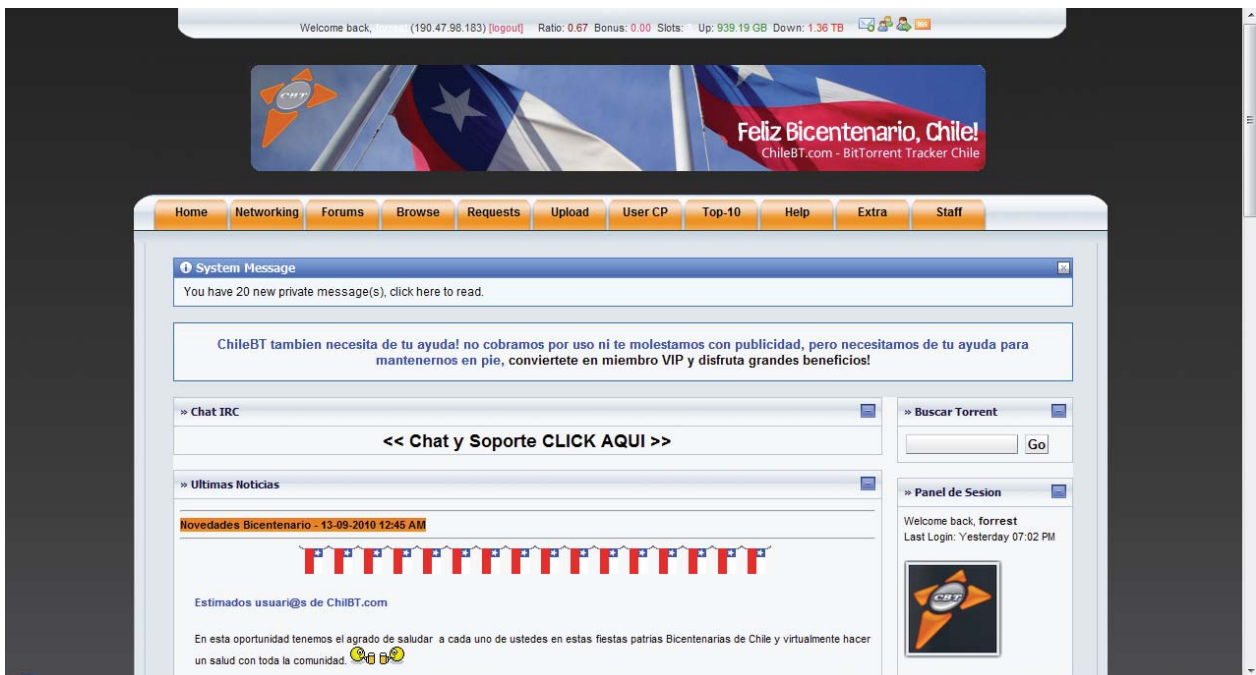 Welcome back, forrest (190.47.98.183) [logout] Ratio: 0.67 Bonus: 0.00 Slots: Up: 939.19 GB Down: 1.36 TB
CBT
Feliz Bicentenario, Chile!
ChileBT.com - BitTorrent Tracker Chile
Home Networking Forums Browse Requests Upload User CP Top-10 Help Extra Staff
System Message
You have 20 new private message(s), click here to read.
ChileBT tambien necesita de tu ayuda! no cobramos por uso ni te molestamos con publicidad, pero necesitamos de tu ayuda para
mantenernos en pie, conviertete en miembro VIP y disfruta grandes beneficios!
» Chat IRC
<< Chat y Soporte CLICK AQUI >>
» Buscar Torrent
Go
» Ultimas Noticias
Novedades Bicentenario - 13-09-2010 12:45 AM
Estimados usuari@s de ChilBT.com
En esta oportunidad tenemos el agrado de saludar a cada uno de ustedes en estas fiestas patrias Bicentenarias de Chile y virtualmente hacer
un salud con toda la comunidad.
» Panel de Sesion
Welcome back, forrest
Last Login: Yesterday 07:02 PM
CBT